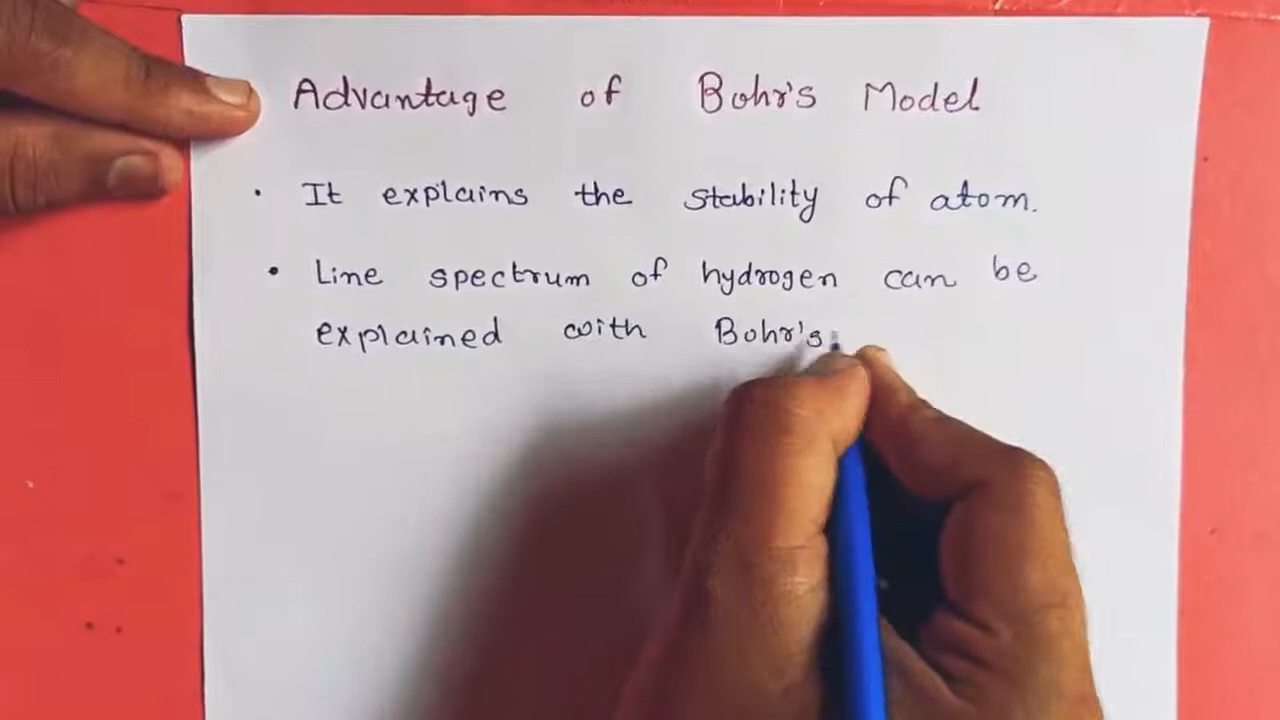 Advantage of Bohr's Model
• It explains the stability of atom.
• Line spectrum of hydrogen can be
explained with Bohr's